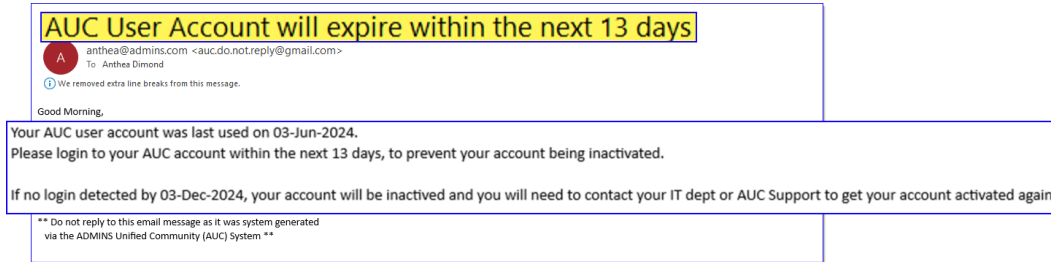 AUC User Account will expire within the next 13 days
A
anthea@admins.com <auc.do.not.reply@gmail.com>
To Anthea Dimond
i We removed extra line breaks from this message.
Good Morning,
Your AUC user account was last used on 03-Jun-2024.
Please login to your AUC account within the next 13 days, to prevent your account being inactivated.
If no login detected by 03-Dec-2024, your account will be inactived and you will need to contact your IT dept or AUC Support to get your account activated again
** Do not reply to this email message as it was system generated
via the ADMINS Unified Community (AUC) System **